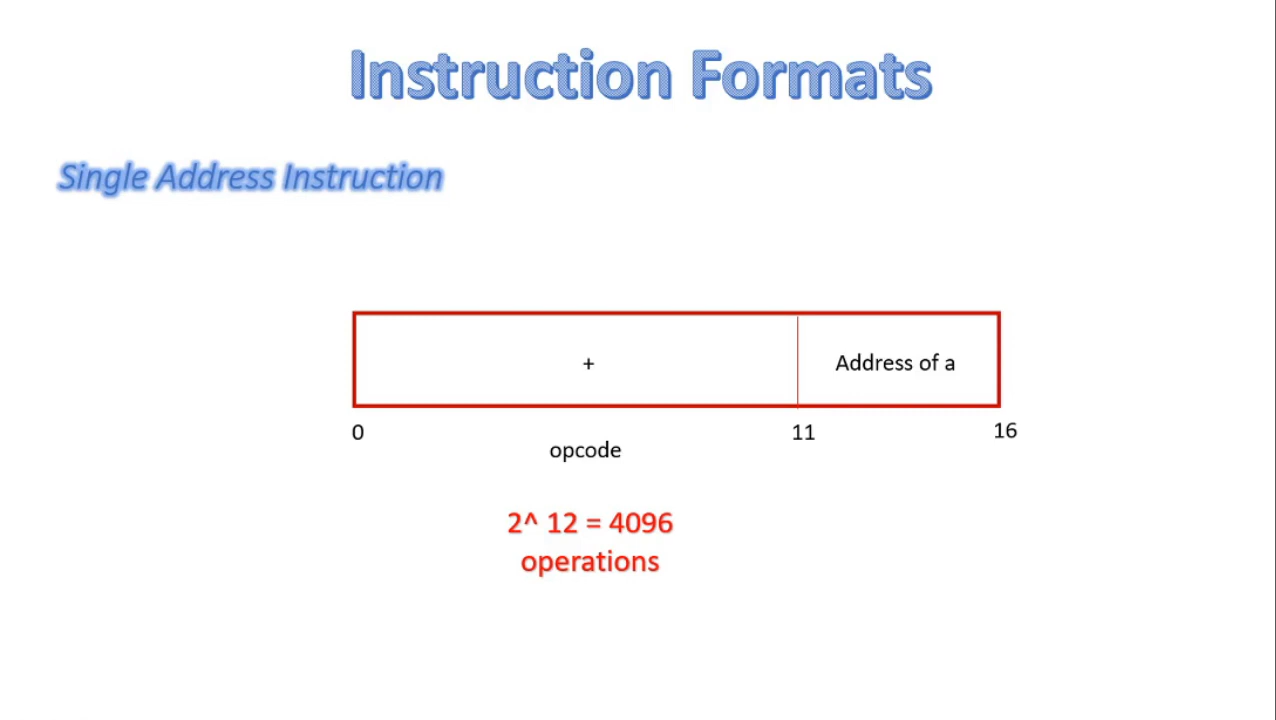 Instruction Formats
Single Address Instruction
+
Address of a
0
11
16
opcode
2^ 12 = 4096
operations